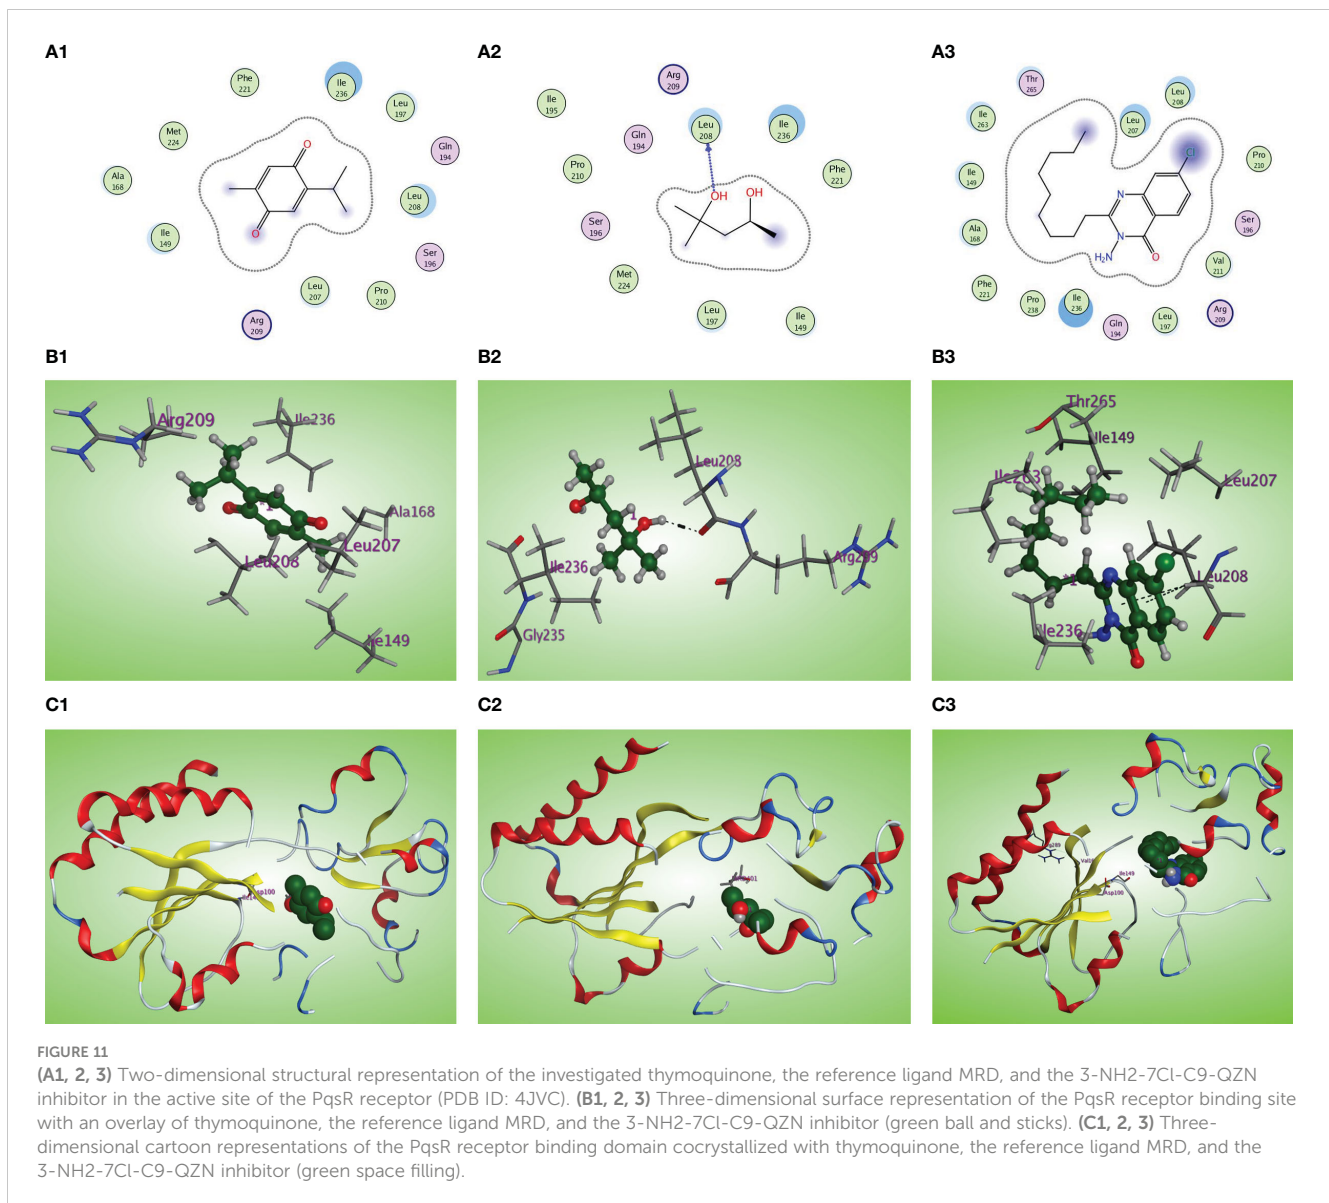 A1
A2
A3
Phe
221
Ile
236
Leu
197
Met
224
Gln
194
Ala
168
Leu
208
Ile
149
Ser
196
Leu
207
Pro
210
Arg
209
O
O
Arg
209
Ile
195
Gln
194
Leu
208
Ile
236
Pro
210
Phe
221
Ser
196
Met
224
Leu
197
Ile
149
OH
OH
Thr
265
Leu
208
Ile
263
Leu
207
Cl
Pro
210
Ile
149
N
Ser
196
Ala
168
N
H₂N
O
Val
211
Phe
221
Pro
238
Ile
236
Gln
194
Leu
197
Arg
209
B1
B2
B3
Arg209
Ile236
Ala168
Leu207
Leu208
Ile149
Leu208
Ile236
Arg209
Gly235
Thr265
Ile149
Ile263
Leu207
Leu208
Ile236
C1
C2
C3
Ile149
Asp100
FIGURE 11
(A1, 2, 3) Two-dimensional structural representation of the investigated thymoquinone, the reference ligand MRD, and the 3-NH2-7Cl-C9-QZN
inhibitor in the active site of the PqsR receptor (PDB ID: 4JVC). (B1, 2, 3) Three-dimensional surface representation of the PqsR receptor binding site
with an overlay of thymoquinone, the reference ligand MRD, and the 3-NH2-7Cl-C9-QZN inhibitor (green ball and sticks). (C1, 2, 3) Three-
dimensional cartoon representations of the PqsR receptor binding domain cocrystallized with thymoquinone, the reference ligand MRD, and the
3-NH2-7Cl-C9-QZN inhibitor (green space filling).